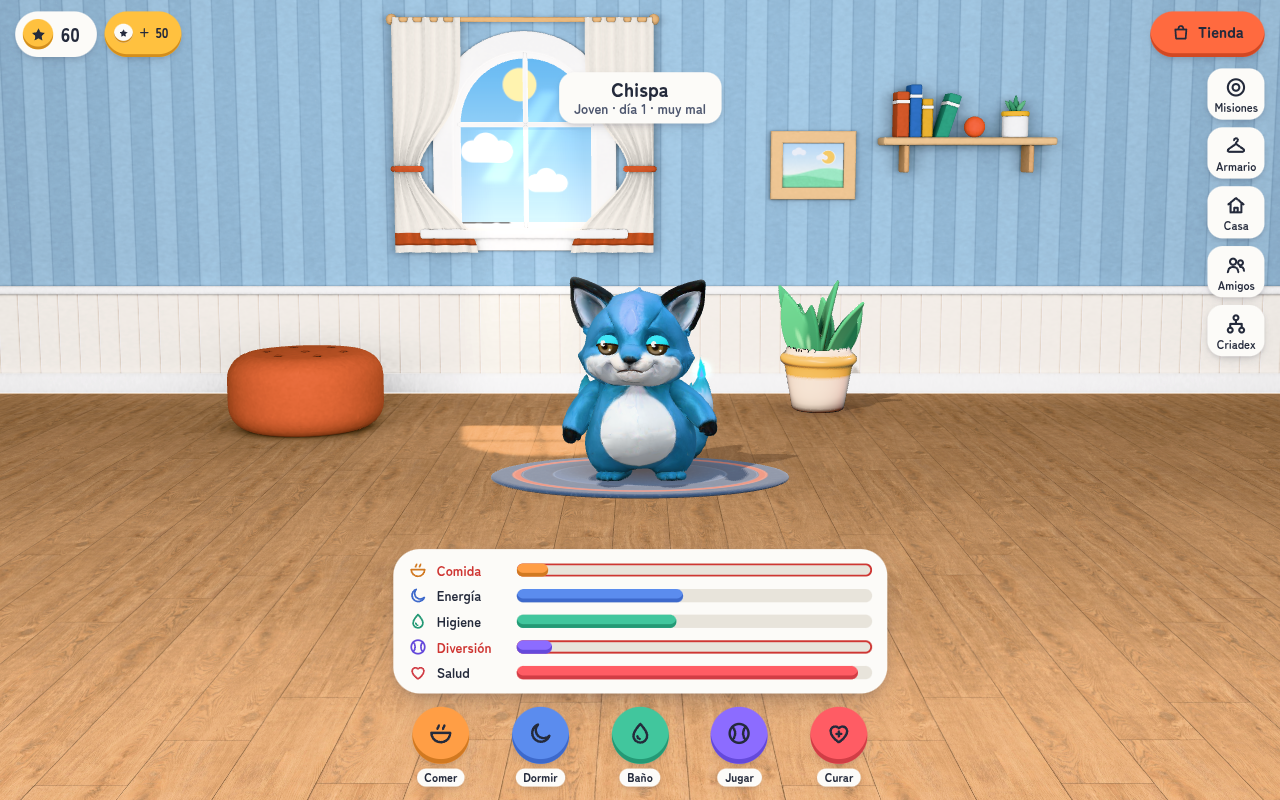 60
+ 50
Tienda
Chispa
Joven · día 1 · muy mal
Misiones
Armario
Casa
Amigos
Criadex
Comida
Energía
Higiene
Diversión
Salud
Comer
Dormir
Baño
Jugar
Curar